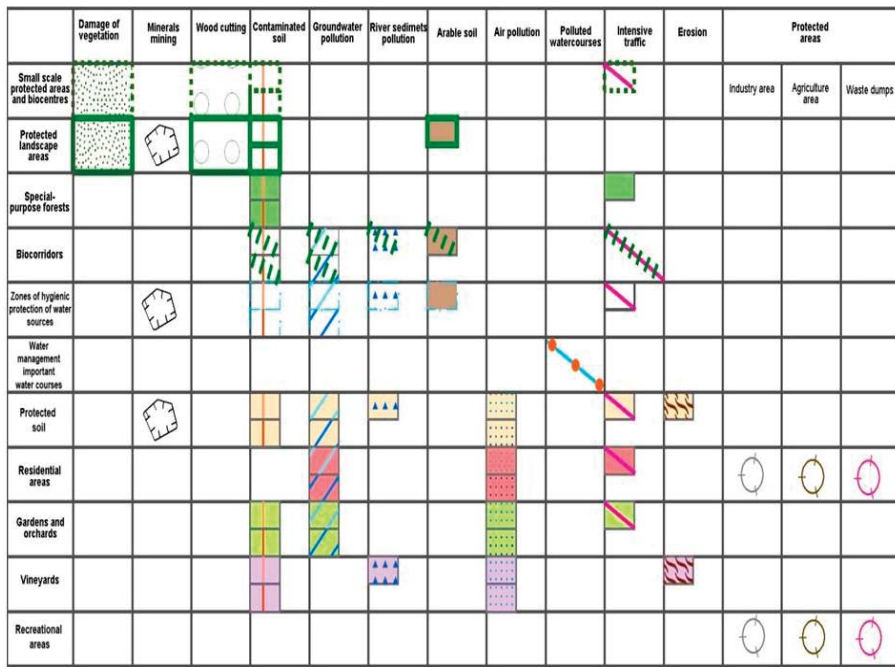 Damage of
vegetation
Minerals
mining
Wood cutting
Contaminated
soil
Groundwater
pollution
River sedimets
pollution
Arable soil
Air pollution
Polluted
watercourses
Intensive
traffic
Erosion
Protected
areas
Small scale
protected areas
and biocentres
Industry area
Agriculture
area
Waste dumps
Protected
landscape
areas
Special-
purpose forests
Biocorridors
Zones of hygienic
protection of water
sources
Water
management
important
water courses
Protected
soil
Residential
areas
Gardens and
orchards
Vineyards
Recreational
areas